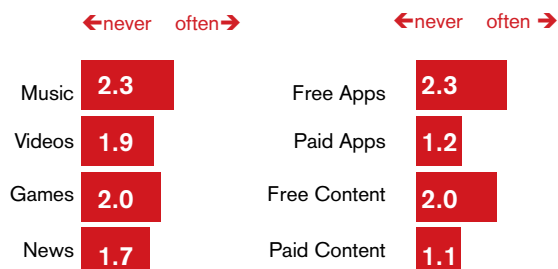 🡸never often🡺
Music 2.3
Videos 1.9
Games 2.0
News 1.7
🡸never often 🡺
Free Apps 2.3
Paid Apps 1.2
Free Content 2.0
Paid Content 1.1